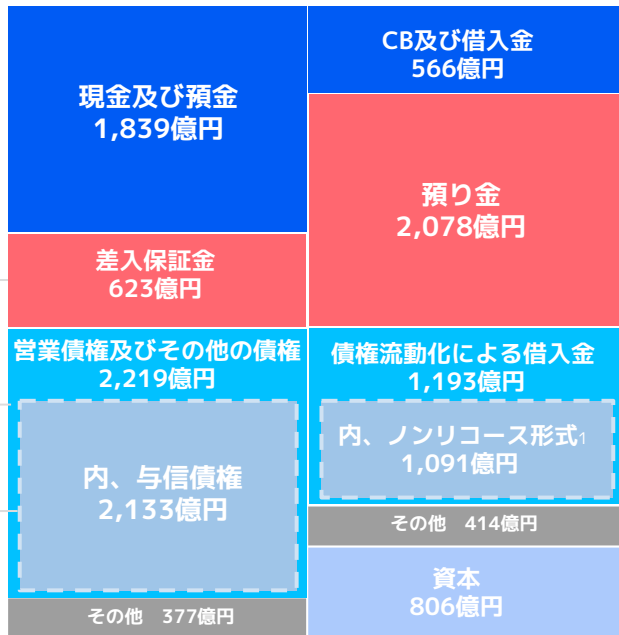 現金及び預金
1,839億円
差入保証金
623億円
営業債権及びその他の債権
2,219億円
内、与信債権
2,133億円
その他　377億円
CB及び借入金
566億円
預り金
2,078億円
債権流動化による借入金
1,193億円
内、ノンリコース形式1
1,091億円
その他　414億円
資本
806億円